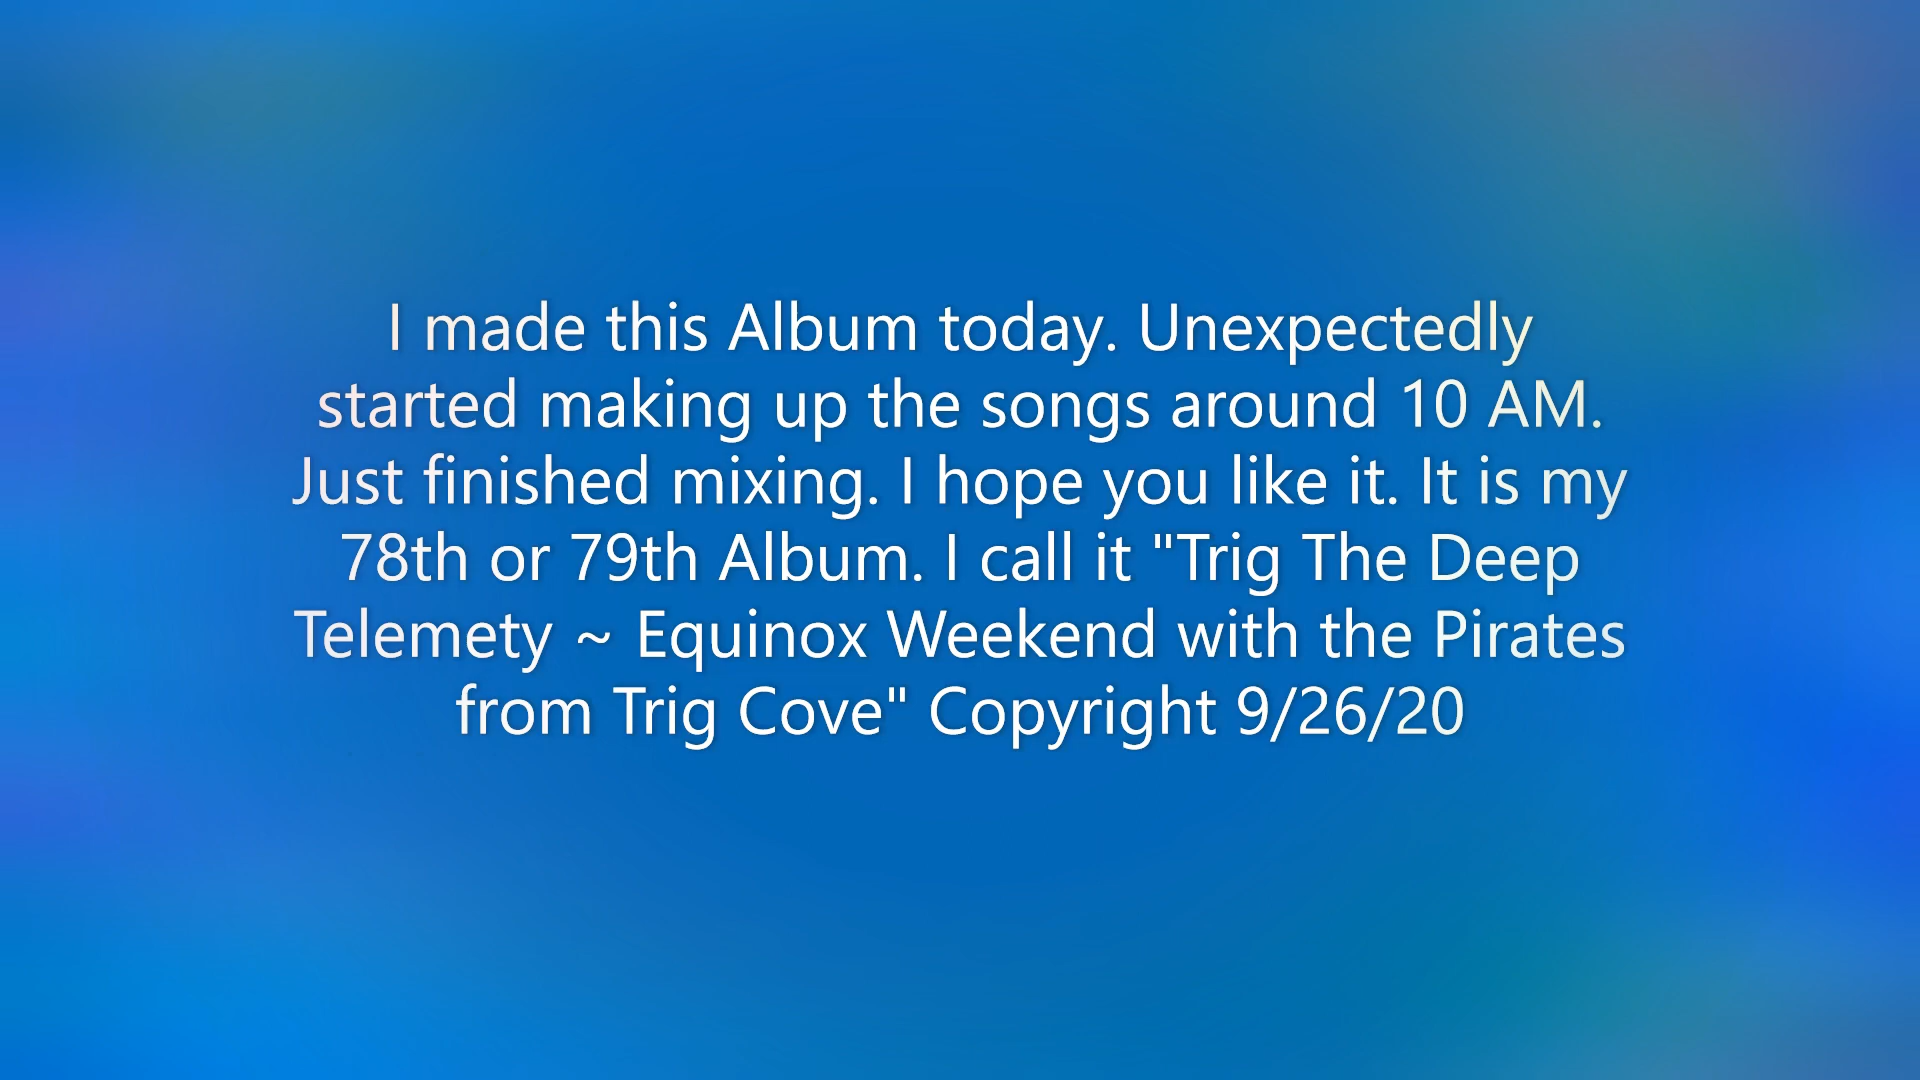 I made this Album today. Unexpectedly
started making up the songs around 10 AM.
Just finished mixing. I hope you like it. It is my
78th or 79th Album. I call it "Trig The Deep
Telemety ~ Equinox Weekend with the Pirates
from Trig Cove" Copyright 9/26/20